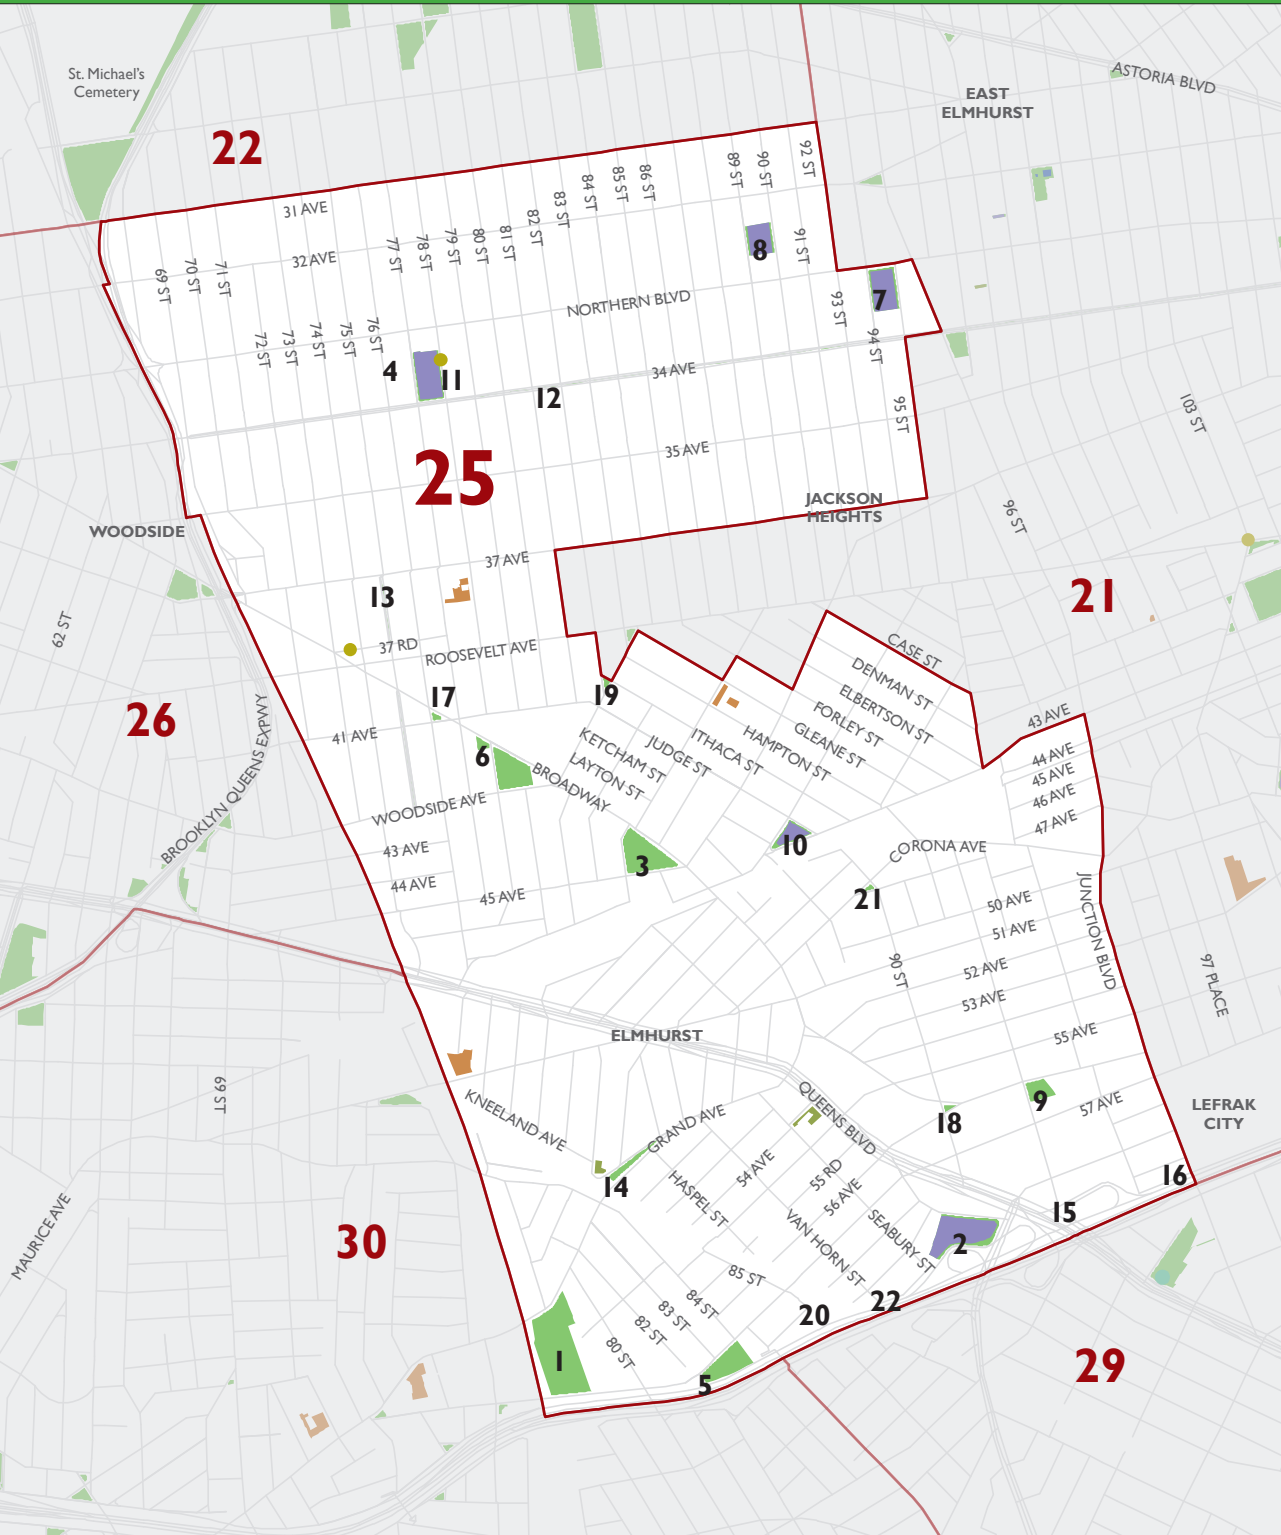 St. Michael's
Cemetery
ASTORIA BLVD
EAST
ELMHURST
22
31 AVE
32 AVE
69 ST
70 ST
71 ST
72 ST
73 ST
74 ST
75 ST
76 ST
77 ST
78 ST
79 ST
80 ST
81 ST
82 ST
83 ST
84 ST
85 ST
86 ST
89 ST
90 ST
92 ST
91 ST
8
7
93 ST
94 ST
NORTHERN BLVD
4
11
12
34 AVE
95 ST
103 ST
35 AVE
25
JACKSON
HEIGHTS
96 ST
WOODSIDE
37 AVE
13
21
62 ST
37 RD
ROOSEVELT AVE
17
19
CASE ST
DENMAN ST
ELBERTSON ST
FORLEY ST
GLEANE ST
HAMPTON ST
ITHACA ST
JUDGE ST
KETCHAM ST
LAYTON ST
26
BROOKLYN QUEENS EXPWY
41 AVE
6
BROADWAY
43 AVE
44 AVE
45 AVE
46 AVE
47 AVE
WOODSIDE AVE
43 AVE
44 AVE
45 AVE
3
10
CORONA AVE
21
JUNCTION BLVD
50 AVE
51 AVE
52 AVE
53 AVE
90 ST
97 PLACE
ELMHURST
55 AVE
57 AVE
9
18
LEFRAK
CITY
69 ST
KNEELAND AVE
GRAND AVE
QUEENS BLVD
14
HASPEL ST
54 AVE
55 RD
56 AVE
VAN HORN ST
SEABURY ST
2
15
16
MAURICE AVE
30
85 ST
84 ST
83 ST
82 ST
80 ST
20
22
1
5
29